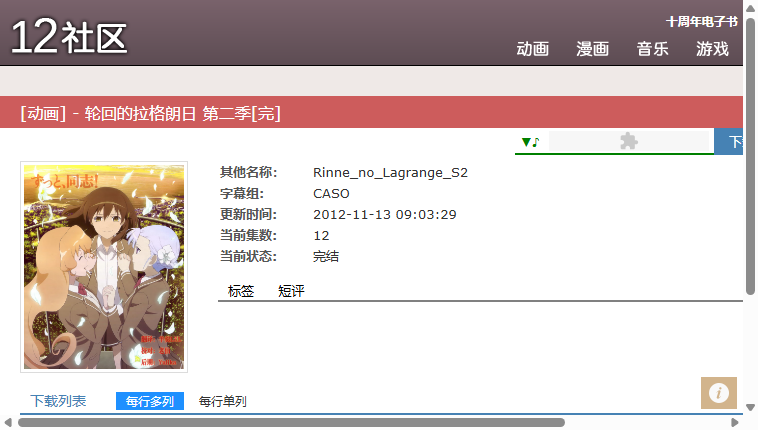 12社区
十周年电子书
动画 漫画 音乐 游戏
[动画] - 轮回的拉格朗日 第二季[完]
▼♪
ずっと、同志!
其他名称： Rinne_no_Lagrange_S2
字幕组： CASO
更新时间： 2012-11-13 09:03:29
当前集数： 12
当前状态： 完结
标签 短评
下载列表 每行多列 每行单列